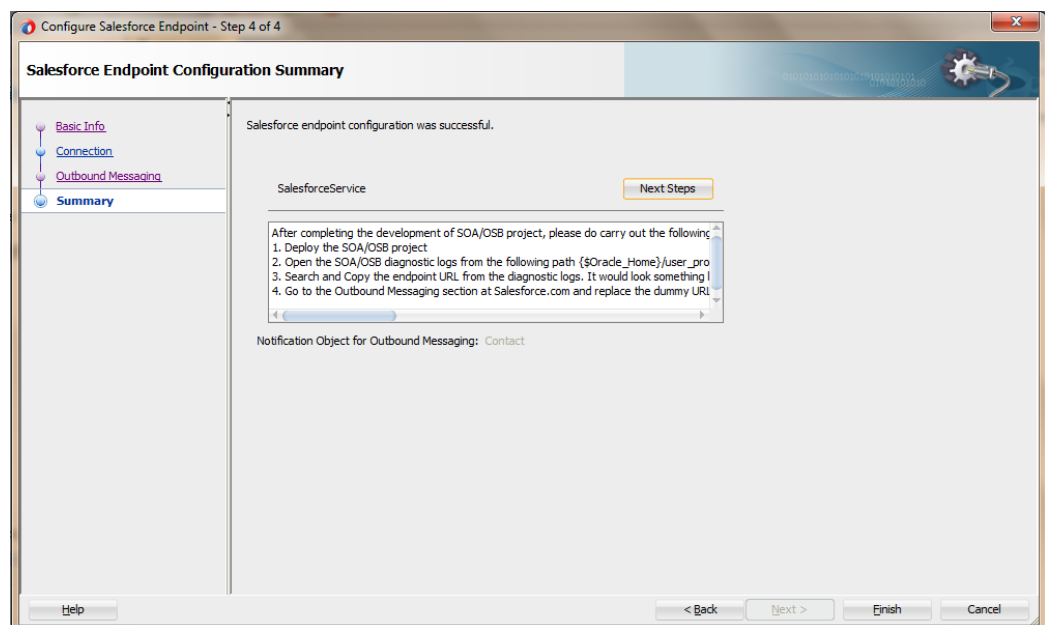 Configure Salesforce Endpoint - Step 4 of 4
Salesforce Endpoint Configuration Summary
Basic Info
Connection
Outbound Messaging
Summary
Salesforce endpoint configuration was successful.
SalesforceService
Next Steps
After completing the development of SOA/OSB project, please do carry out the following
1. Deploy the SOA/OSB project
2. Open the SOA/OSB diagnostic logs from the following path {$Oracle_Home}/user_pro
3. Search and Copy the endpoint URL from the diagnostic logs. It would look something l
4. Go to the Outbound Messaging section at Salesforce.com and replace the dummy URL
Notification Object for Outbound Messaging: Contact
Help
< Back
Next >
Finish
Cancel